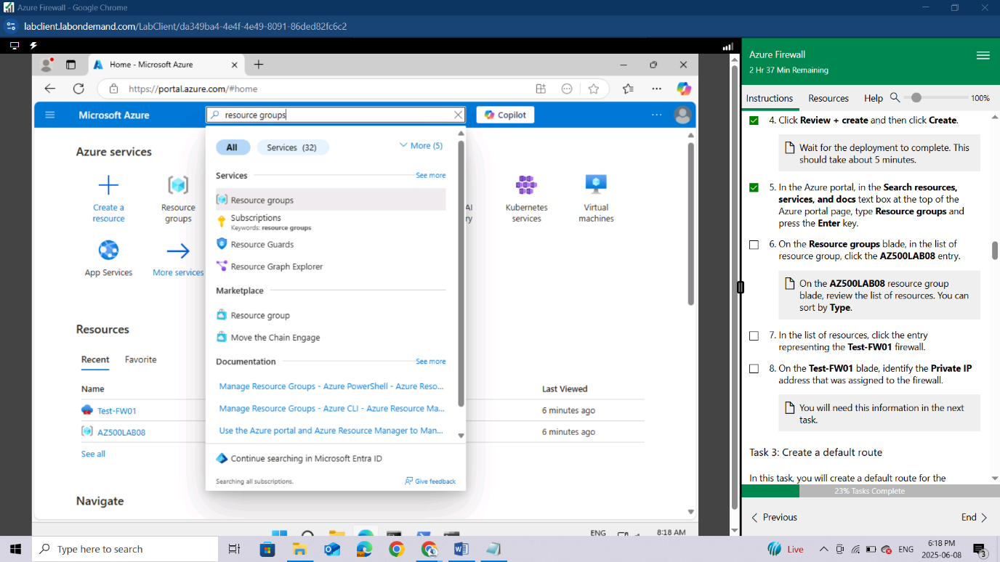 Azure Firewall - Google Chrome
labclient.labondemand.com/LabClient/da349ba4-4e4f-4e49-8091-86ded82fc6c2
Home - Microsoft Azure
https://portal.azure.com/#home
Microsoft Azure
resource groups
Copilot
All
Services (32)
More (5)
Services
See more
Resource groups
Subscriptions
Keywords: resource groups
Resource Guards
Resource Graph Explorer
Marketplace
Resource group
Move the Chain Engage
Documentation
See more
Manage Resource Groups - Azure PowerShell - Azure Reso...
Manage Resource Groups - Azure CLI - Azure Resource Ma...
Use the Azure portal and Azure Resource Manager to Man...
Continue searching in Microsoft Entra ID
Searching all subscriptions.
Give feedback
Azure services
Create a
resource
Resource
groups
AI
ry
Kubernetes
services
Virtual
machines
App Services
More services
Resources
Recent
Favorite
Name
Last Viewed
Test-FW01
6 minutes ago
AZ500LAB08
6 minutes ago
See all
Navigate
ENG
8:18 AM
Azure Firewall
2 Hr 37 Min Remaining
Instructions
Resources
Help
100%
4. Click Review + create and then click Create.
Wait for the deployment to complete. This
should take about 5 minutes.
5. In the Azure portal, in the Search resources,
services, and docs text box at the top of the
Azure portal page, type Resource groups and
press the Enter key.
6. On the Resource groups blade, in the list of
resource group, click the AZ500LAB08 entry.
On the AZ500LAB08 resource group
blade, review the list of resources. You can
sort by Type.
7. In the list of resources, click the entry
representing the Test-FW01 firewall.
8. On the Test-FW01 blade, identify the Private IP
address that was assigned to the firewall.
You will need this information in the next
task.
Task 3: Create a default route
In this task, you will create a default route for the
23% Tasks Complete
Previous
End
Type here to search
Live
ENG
6:18 PM
2025-06-08
3